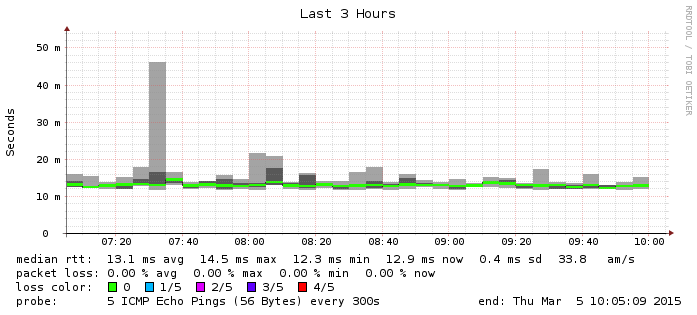 Last 3 Hours
RRDTOOL / TOBI OETIKER
Seconds
50 m
40 m
30 m
20 m
10 m
0
07:20 07:40 08:00 08:20 08:40 09:00 09:20 09:40 10:00
median rtt: 13.1 ms avg 14.5 ms max 12.3 ms min 12.9 ms now 0.4 ms sd 33.8 am/s
packet loss: 0.00 % avg 0.00 % max 0.00 % min 0.00 % now
loss color: 0 1/5 2/5 3/5 4/5
probe: 5 ICMP Echo Pings (56 Bytes) every 300s end: Thu Mar 5 10:05:09 2015